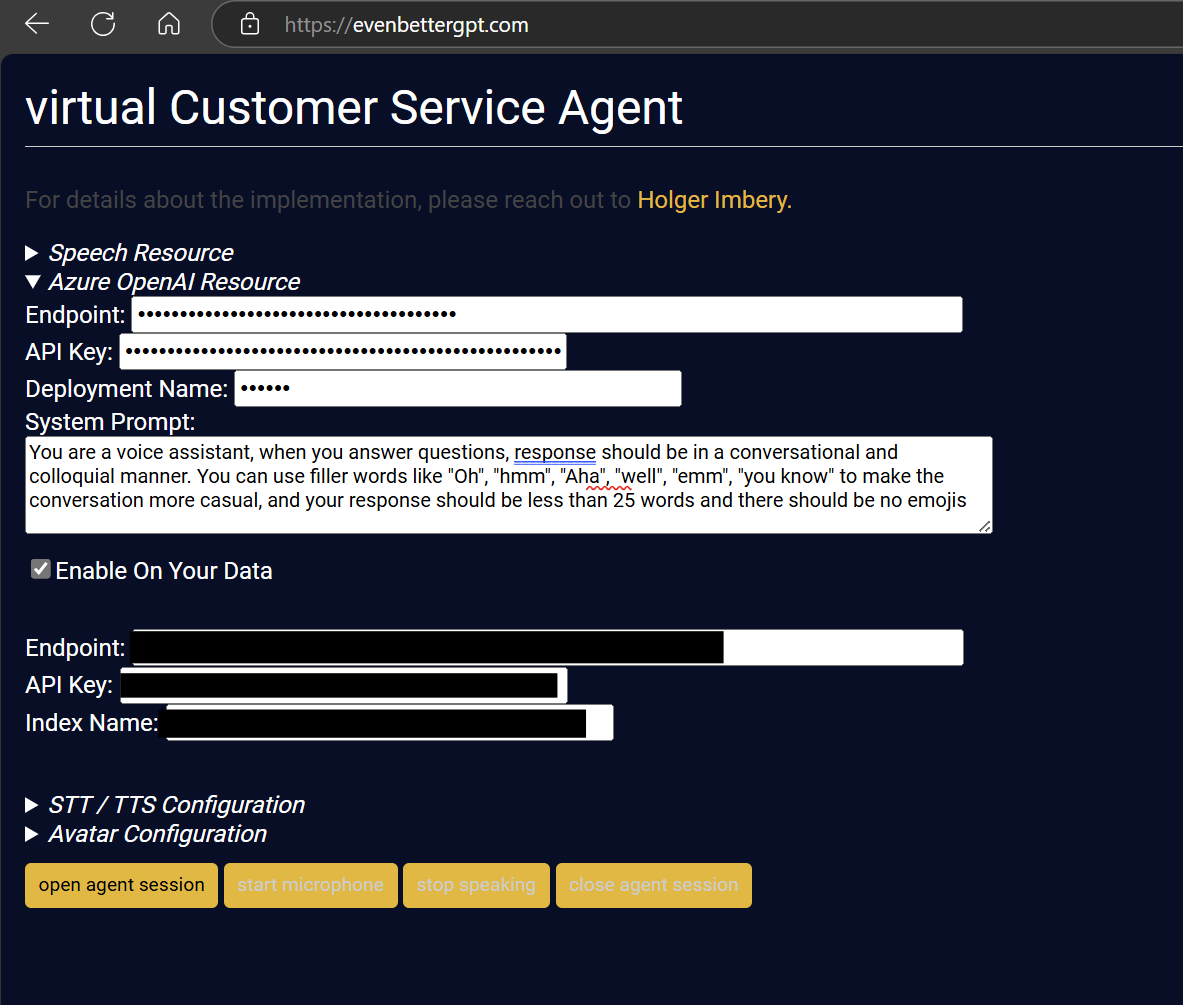 https://evenbettergpt.com
virtual Customer Service Agent
For details about the implementation, please reach out to Holger Imbery.
Speech Resource
Azure OpenAI Resource
Endpoint: ••••••••••••••••••••••••••••••••••••••
API Key: ••••••••••••••••••••••••••••••••••••••••••••••••••••
Deployment Name: ••••••
System Prompt:
You are a voice assistant, when you answer questions, response should be in a conversational and
colloquial manner. You can use filler words like "Oh", "hmm", "Aha", "well", "emm", "you know" to make the
conversation more casual, and your response should be less than 25 words and there should be no emojis
Enable On Your Data
Endpoint:
API Key:
Index Name:
STT / TTS Configuration
Avatar Configuration
open agent session start microphone stop speaking close agent session